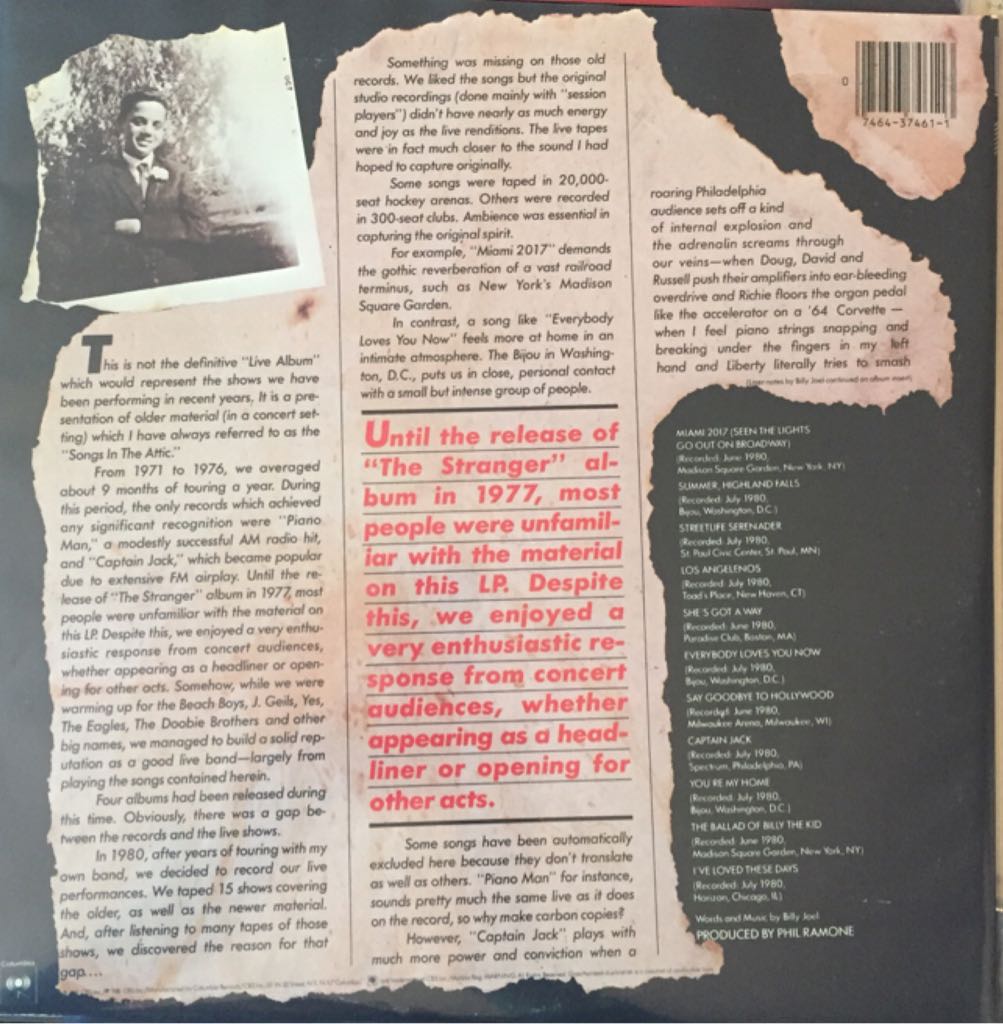 This is not the definitive "Live Album"
which would represent the shows we have
been performing in recent years. It is a pre-
sentation of older material (in a concert set-
ting) which I have always referred to as the
"Songs In The Attic."
From 1971 to 1976, we averaged
about 9 months of touring a year. During
this period, the only records which achieved
any significant recognition were "Piano
Man," a modestly successful AM radio hit,
and "Captain Jack," which became popular
due to extensive FM airplay. Until the re-
lease of "The Stranger" album in 1977, most
people were unfamiliar with the material on
this LP. Despite this, we enjoyed a very enthu-
siastic response from concert audiences,
whether appearing as a headliner or open-
ing for other acts. Somehow, while we were
warming up for the Beach Boys, J. Geils, Yes,
The Eagles, The Doobie Brothers and other
big names, we managed to build a solid rep-
utation as a good live band—largely from
playing the songs contained herein.
Four albums had been released during
this time. Obviously, there was a gap be-
tween the records and the live shows.
In 1980, after years of touring with my
own band, we decided to record our live
performances. We taped 15 shows covering
the older, as well as the newer material.
And, after listening to many tapes of those
shows, we discovered the reason for that
gap....
Something was missing on those old
records. We liked the songs but the original
studio recordings (done mainly with "session
players") didn't have nearly as much energy
and joy as the live renditions. The live tapes
were in fact much closer to the sound I had
hoped to capture originally.
Some songs were taped in 20,000-
seat hockey arenas. Others were recorded
in 300-seat clubs. Ambience was essential in
capturing the original spirit.
For example, "Miami 2017" demands
the gothic reverberation of a vast railroad
terminus, such as New York's Madison
Square Garden.
In contrast, a song like "Everybody
Loves You Now" feels more at home in an
intimate atmosphere. The Bijou in Washing-
ton, D.C., puts us in close, personal contact
with a small but intense group of people.
Until the release of
"The Stranger" al-
bum in 1977, most
people were unfamil-
iar with the material
on this LP. Despite
this, we enjoyed a
very enthusiastic re-
sponse from concert
audiences, whether
appearing as a head-
liner or opening for
other acts.
Some songs have been automatically
excluded here because they don't translate
as well as others. "Piano Man" for instance,
sounds pretty much the same live as it does
on the record, so why make carbon copies?
However, "Captain Jack" plays with
much more power and conviction when a
0
7464-37461-1
roaring Philadelphia
audience sets off a kind
of internal explosion and
the adrenalin screams through
our veins—when Doug, David and
Russell push their amplifiers into ear-bleeding
overdrive and Richie floors the organ pedal
like the accelerator on a '64 Corvette—
when I feel piano strings snapping and
breaking under the fingers in my left
hand and Liberty literally tries to smash
(Liner notes by Billy Joel continued on album insert)
MIAMI 2017 (SEEN THE LIGHTS
GO OUT ON BROADWAY)
(Recorded: June 1980,
Madison Square Garden, New York, NY)
SUMMER, HIGHLAND FALLS
(Recorded: July 1980,
Bijou, Washington, D.C.)
STREETLIFE SERENADER
(Recorded: July 1980,
St. Paul Civic Center, St. Paul, MN)
LOS ANGELENOS
(Recorded: July 1980,
Toad's Place, New Haven, CT)
SHE'S GOT A WAY
(Recorded: June 1980,
Paradise Club, Boston, MA)
EVERYBODY LOVES YOU NOW
(Recorded: July 1980,
Bijou, Washington, D.C.)
SAY GOODBYE TO HOLLYWOOD
(Recorded: June 1980,
Milwaukee Arena, Milwaukee, WI)
CAPTAIN JACK
(Recorded: July 1980,
Spectrum, Philadelphia, PA)
YOU'RE MY HOME
(Recorded: July 1980,
Bijou, Washington, D.C.)
THE BALLAD OF BILLY THE KID
(Recorded: June 1980,
Madison Square Garden, New York, NY)
I'VE LOVED THESE DAYS
(Recorded: July 1980,
Horizon, Chicago, IL)
Words and Music by Billy Joel
PRODUCED BY PHIL RAMONE
Columbia